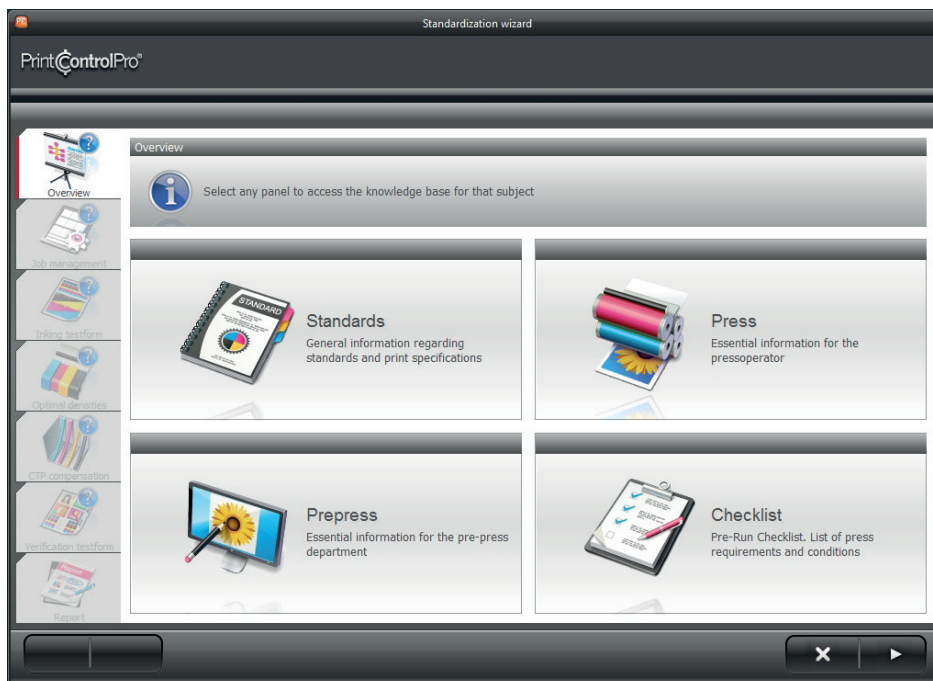 Standardization wizard
PrintControlPro®
Overview
Job management
Inking testform
Optimal densities
CTP compensation
Verification testform
Report
Report
Overview
Select any panel to access the knowledge base for that subject
STANDARD
Standards
General information regarding
standards and print specifications
Press
Essential information for the
pressoperator
Prepress
Essential information for the pre-press
department
Checklist
Pre-Run Checklist. List of press
requirements and conditions